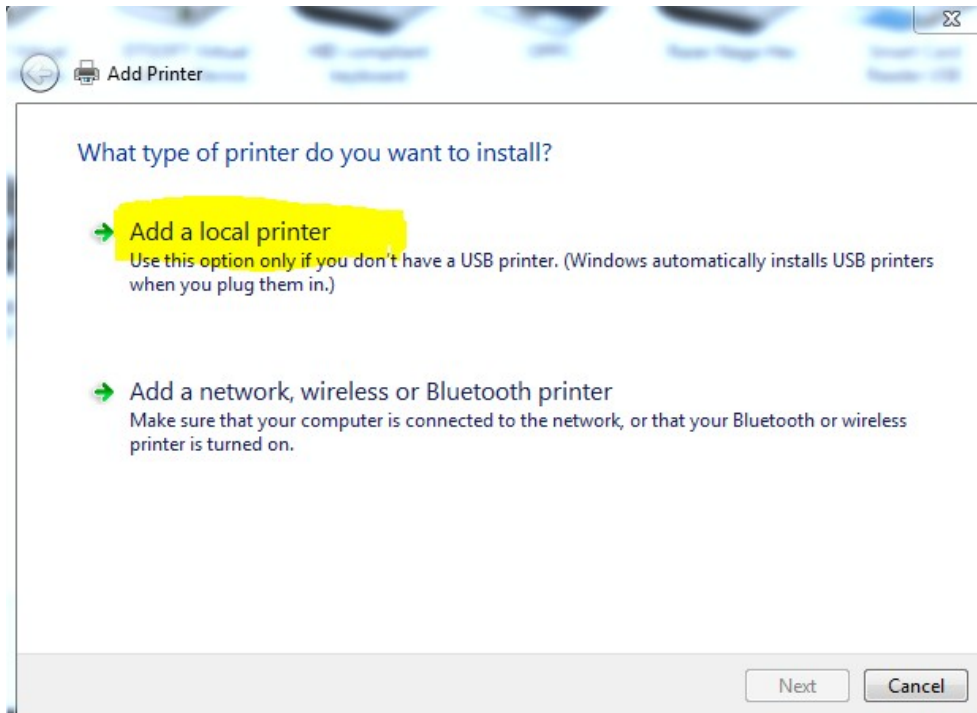 Add Printer
What type of printer do you want to install?
Add a local printer
Use this option only if you don't have a USB printer. (Windows automatically installs USB printers
when you plug them in.)
Add a network, wireless or Bluetooth printer
Make sure that your computer is connected to the network, or that your Bluetooth or wireless
printer is turned on.
Next
Cancel